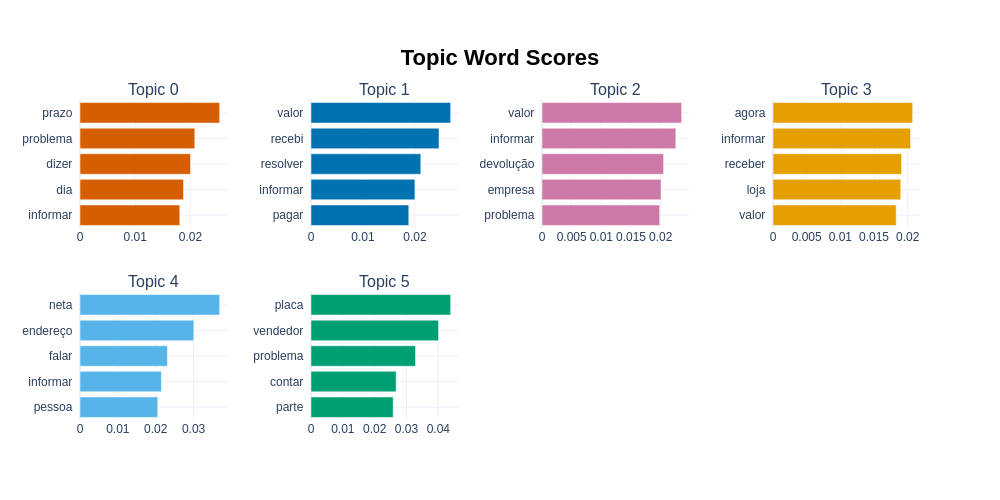 Topic Word Scores
Topic 0
prazo
problema
dizer
dia
informar
0 0.01 0.02
Topic 1
valor
recebi
resolver
informar
pagar
0 0.01 0.02
Topic 2
valor
informar
devolução
empresa
problema
0 0.005 0.01 0.015 0.02
Topic 3
agora
informar
receber
loja
valor
0 0.005 0.01 0.015 0.02
Topic 4
neta
endereço
falar
informar
pessoa
0 0.01 0.02 0.03
Topic 5
placa
vendedor
problema
contar
parte
0 0.01 0.02 0.03 0.04